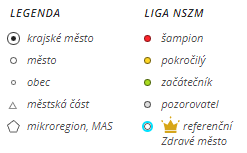 LEGENDA
krajské město
město
obec
městská část
mikroregion, MAS
LIGA NSZM
šampion
pokročilý
začátečník
pozorovatel
referenční
Zdravé město